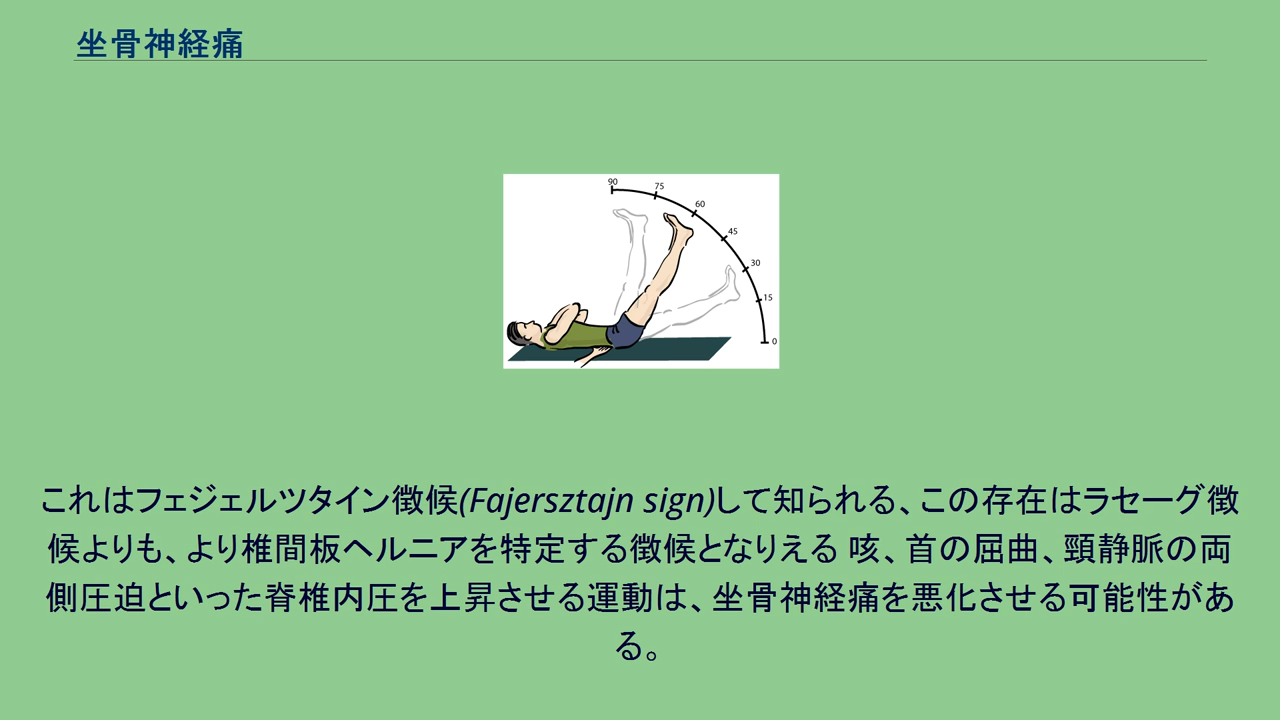 坐骨神経痛
90
75
60
45
30
15
0
これはフェジェルツタイン徴候(Fajersztajn sign)して知られる、この存在はラセーグ徴
候よりも、より椎間板ヘルニアを特定する徴候となりえる 咳、首の屈曲、頸静脈の両
側圧迫といった脊椎内圧を上昇させる運動は、坐骨神経痛を悪化させる可能性があ
る。